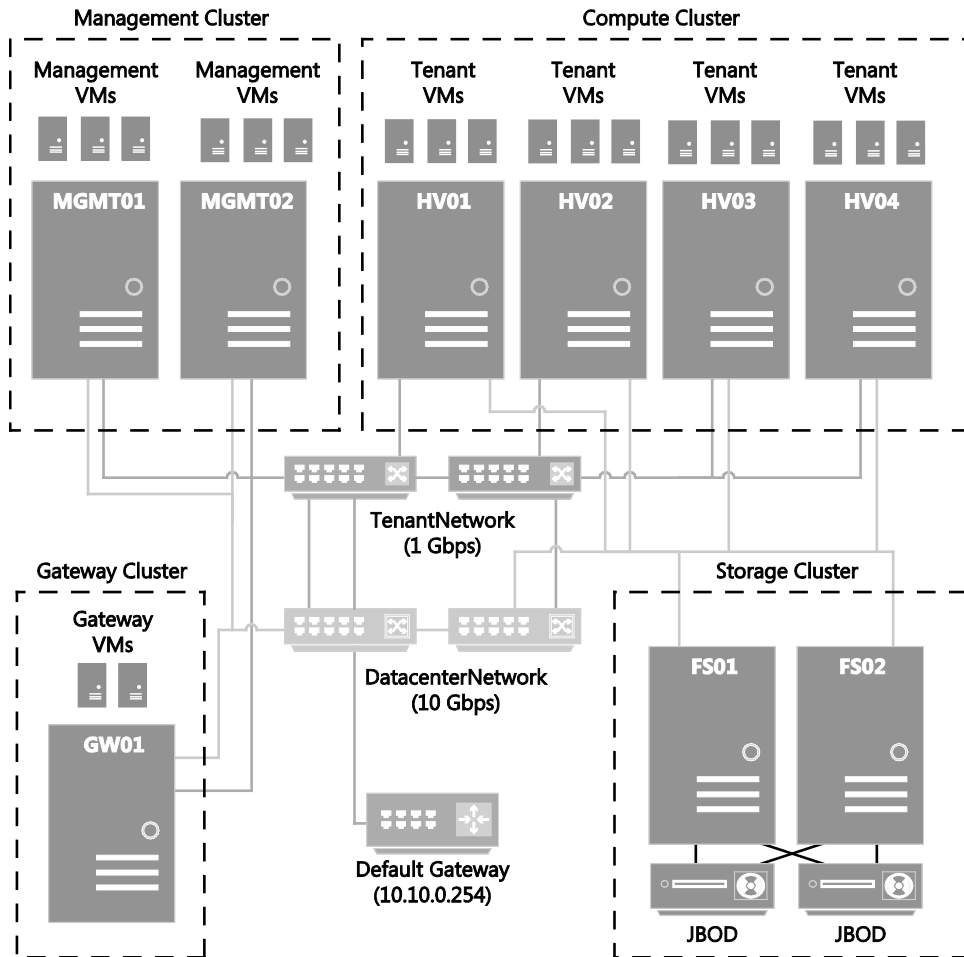 Management Cluster
Compute Cluster
Management
VMs
Management
VMs
Tenant
VMs
Tenant
VMs
Tenant
VMs
Tenant
VMs
MGMT01
MGMT02
HV01
HV02
HV03
HV04
TenantNetwork
(1 Gbps)
Gateway Cluster
Storage Cluster
Gateway
VMs
DatacenterNetwork
(10 Gbps)
FS01
FS02
GW01
Default Gateway
(10.10.0.254)
JBOD
JBOD